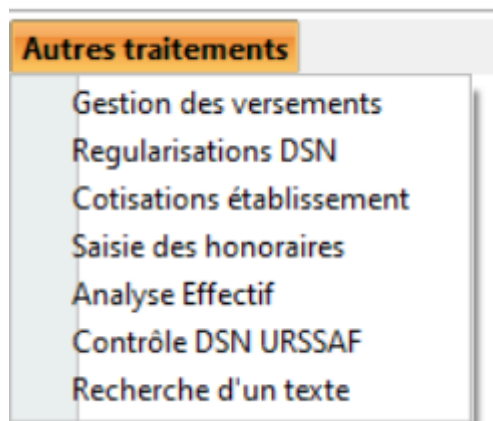 Autres traitements
Gestion des versements
Regularisations DSN
Cotisations établissement
Saisie des honoraires
Analyse Effectif
Contrôle DSN URSSAF
Recherche d'un texte